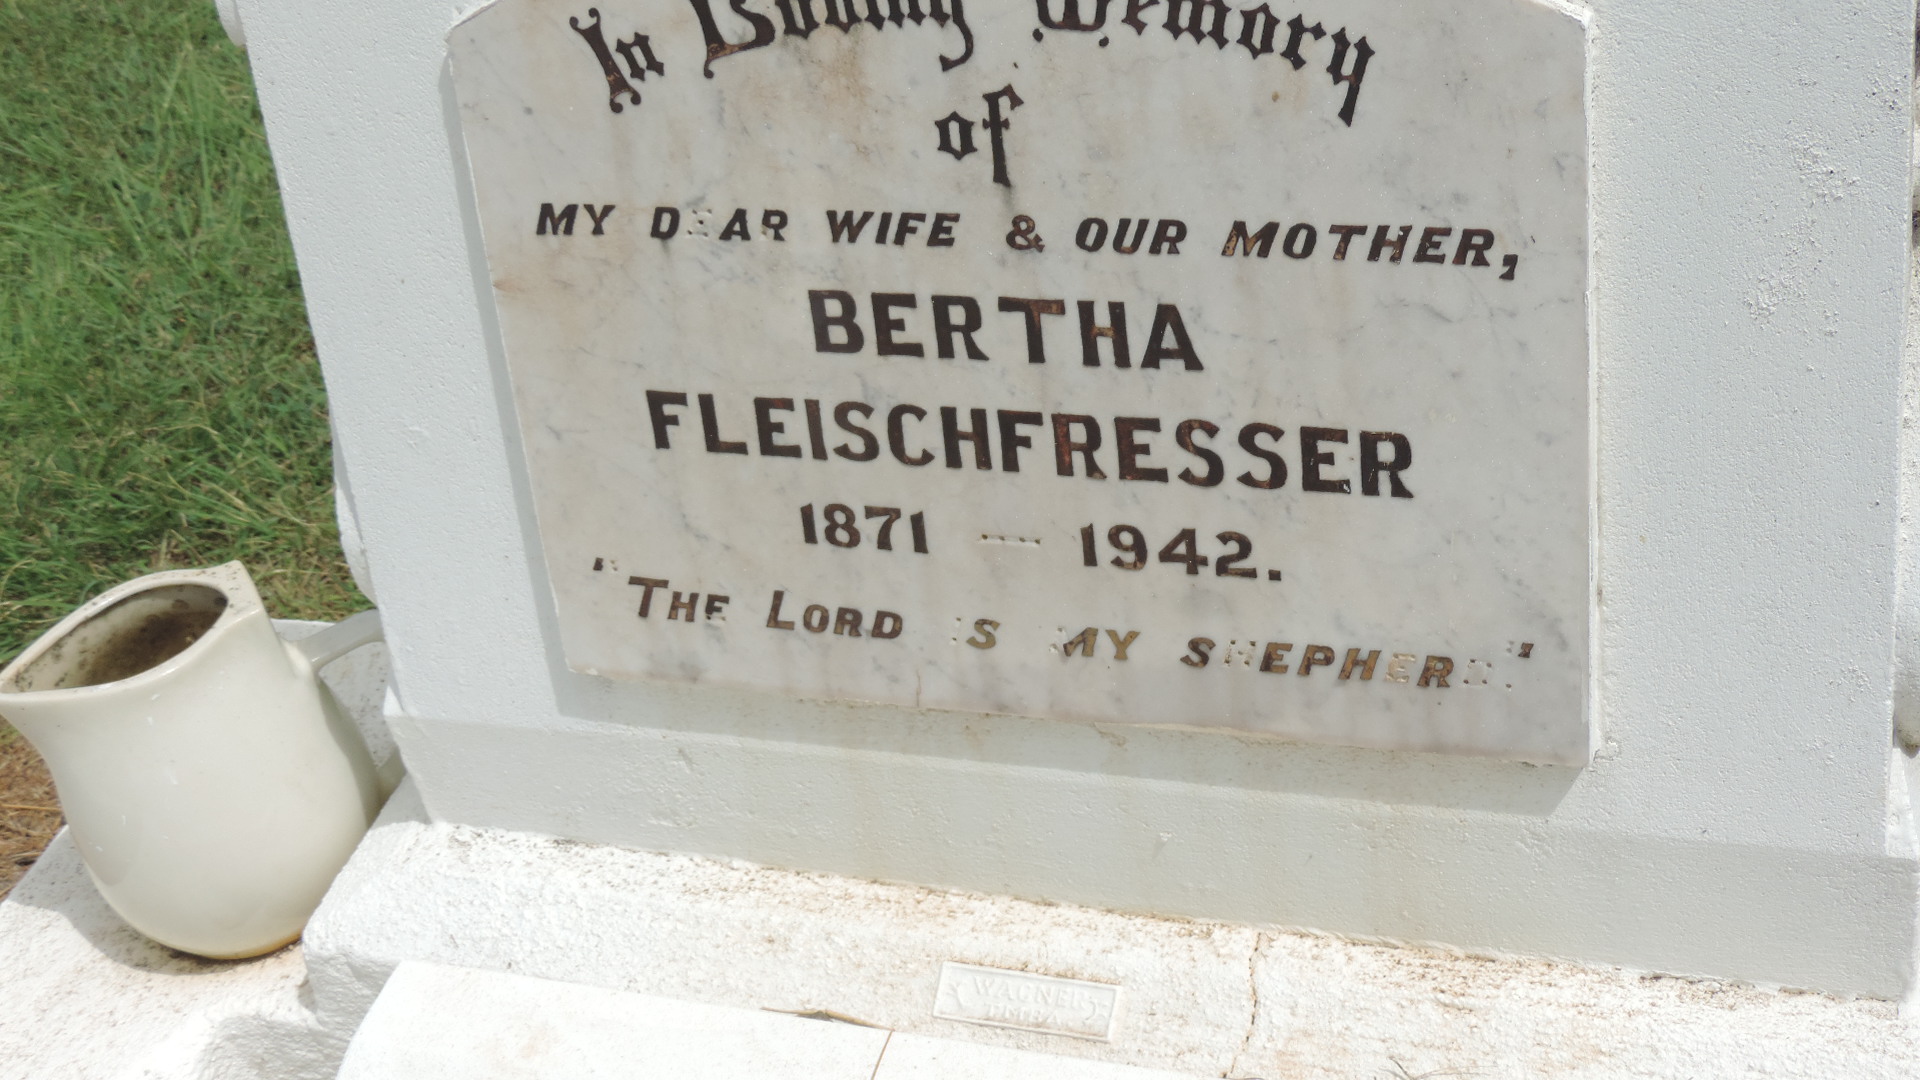 In Loving Memory
of
MY DEAR WIFE & OUR MOTHER,
BERTHA
FLEISCHFRESSER
1871 — 1942.
"THE LORD IS MY SHEPHERD."
WAGNER